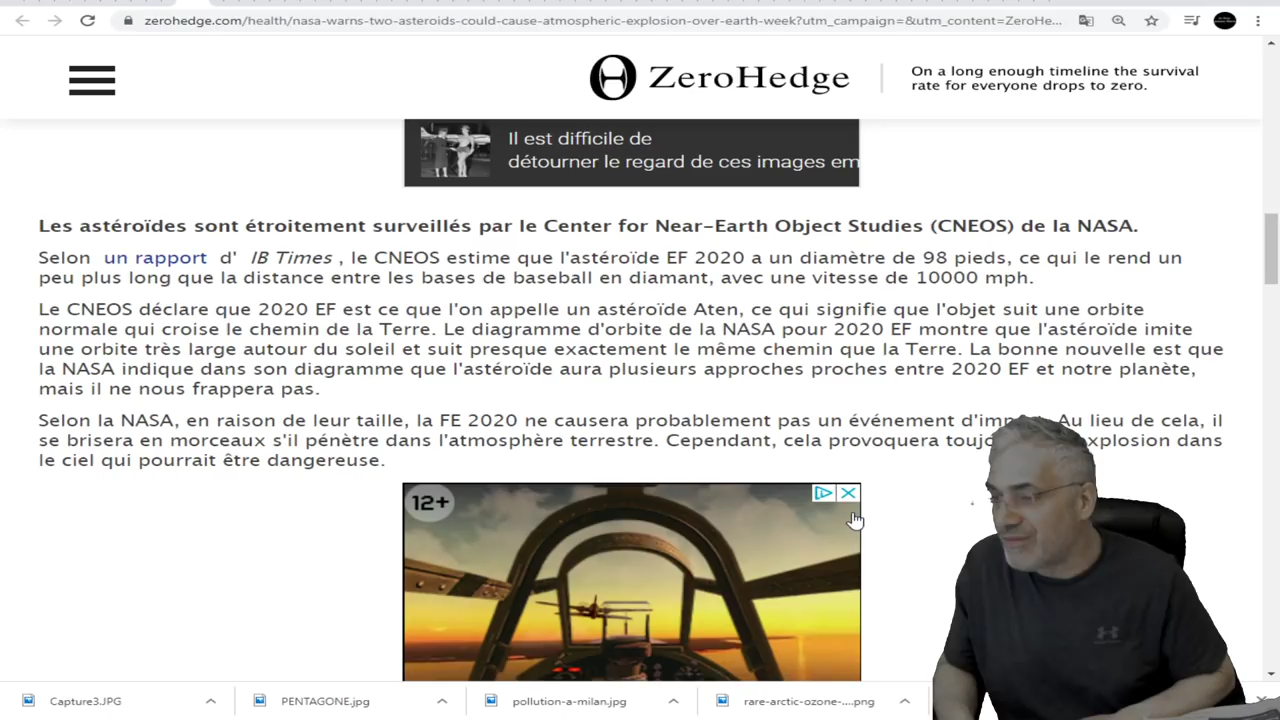 zerohedge.com/health/nasa-warns-two-asteroids-could-cause-atmospheric-explosion-over-earth-week?utm_campaign=&utm_content=ZeroHe...
ZeroHedge
On a long enough timeline the survival
rate for everyone drops to zero.
Il est difficile de
détourner le regard de ces images em
Les astéroïdes sont étroitement surveillés par le Center for Near-Earth Object Studies (CNEOS) de la NASA.
Selon un rapport d' IB Times , le CNEOS estime que l'astéroïde EF 2020 a un diamètre de 98 pieds, ce qui le rend un
peu plus long que la distance entre les bases de baseball en diamant, avec une vitesse de 10000 mph.
Le CNEOS déclare que 2020 EF est ce que l'on appelle un astéroïde Aten, ce qui signifie que l'objet suit une orbite
normale qui croise le chemin de la Terre. Le diagramme d'orbite de la NASA pour 2020 EF montre que l'astéroïde imite
une orbite très large autour du soleil et suit presque exactement le même chemin que la Terre. La bonne nouvelle est que
la NASA indique dans son diagramme que l'astéroïde aura plusieurs approches proches entre 2020 EF et notre planète,
mais il ne nous frappera pas.
Selon la NASA, en raison de leur taille, la FE 2020 ne causera probablement pas un événement Au lieu de cela, il
se brisera en morceaux s'il pénètre dans l'atmosphère terrestre. Cependant, cela provoquera explosion dans
le ciel qui pourrait être dangereuse.
12+
Capture3.JPG
PENTAGONE.jpg
pollution-a-milan.jpg
rare-arctic-ozone-....png